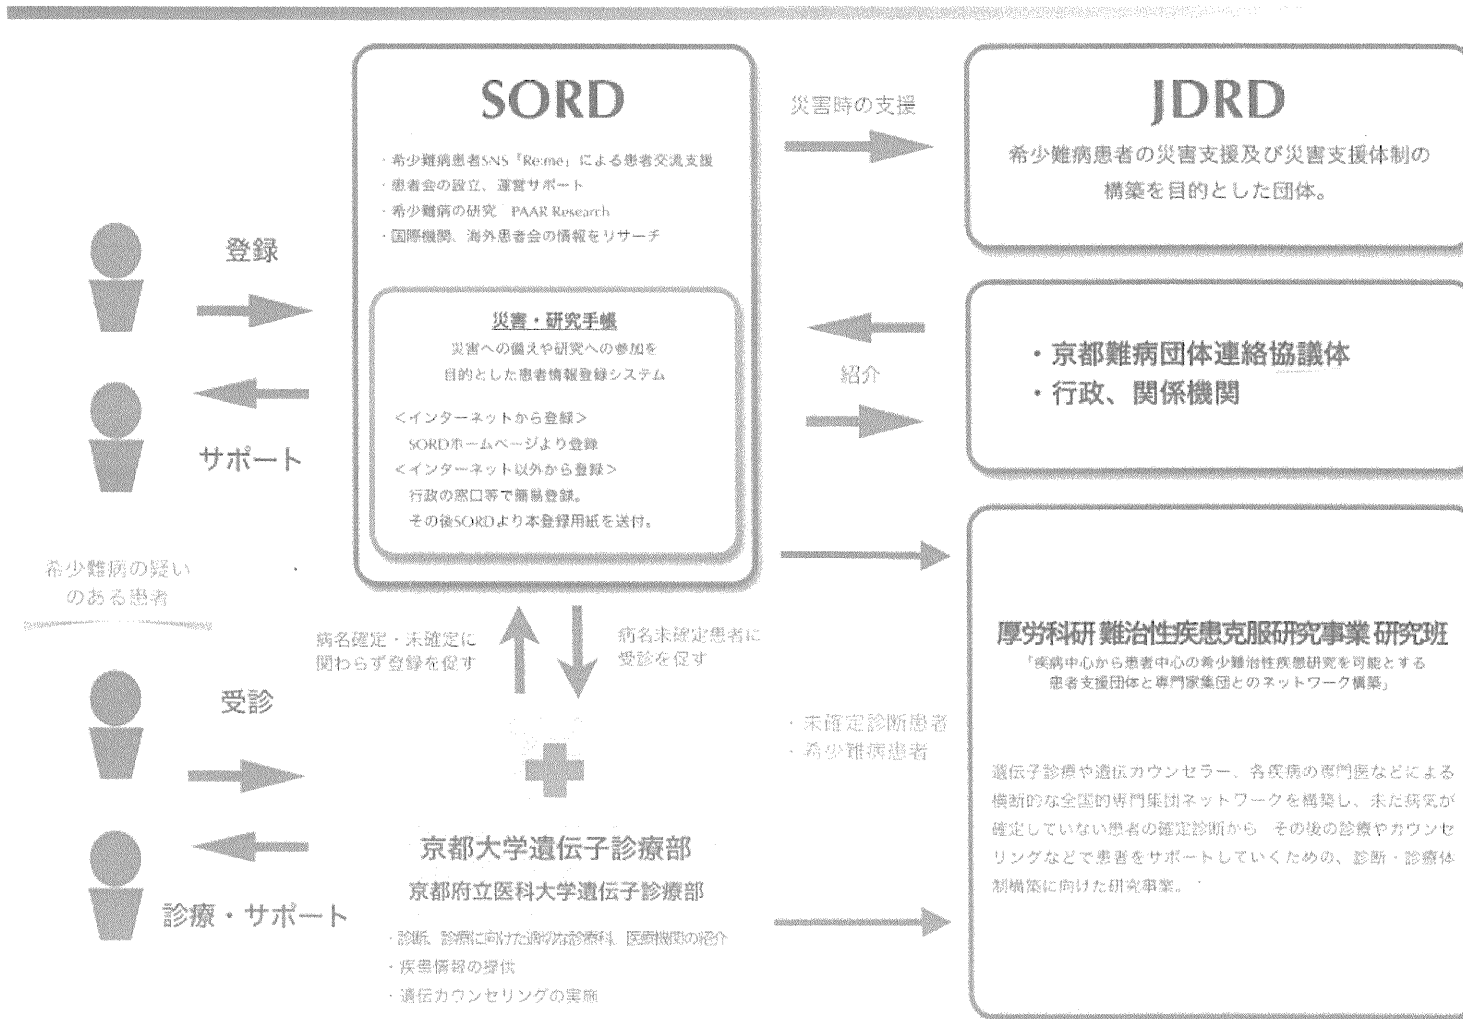 SORD
・希少難病患者SNS「Re:me」による患者交流支援
・患者会の設立、運営サポート
・希少難病の研究 PAAR Research
・国際機関、海外患者会の情報をリサーチ
災害・研究手帳
災害への備えや研究への参加を
目的とした患者情報登録システム
＜インターネットから登録＞
SORDホームページより登録
＜インターネット以外から登録＞
行政の窓口等で簡易登録。
その後SORDより本登録用紙を送付。
災害時の支援
JDRD
希少難病患者の災害支援及び災害支援体制の
構築を目的とした団体。
登録
サポート
紹介
・京都難病団体連絡協議体
・行政、関係機関
希少難病の疑い
のある患者
病名確定・未確定に
関わらず登録を促す
病名未確定患者に
受診を促す
受診
診療・サポート
京都大学遺伝子診療部
京都府立医科大学遺伝子診療部
・診断、診療に向けた適切な診療科、医療機関の紹介
・疾患情報の提供
・遺伝カウンセリングの実施
・未確定診断患者
・希少難病患者
厚労科研 難治性疾患克服研究事業 研究班
「疾病中心から患者中心の希少難治性疾患研究を可能とする
患者支援団体と専門家集団とのネットワーク構築」
遺伝子診療や遺伝カウンセラー、各疾病の専門医などによる
横断的な全国的専門集団ネットワークを構築し、未だ病気が
確定していない患者の確定診断から その後の診療やカウンセ
リングなどで患者をサポートしていくための、診断・診療体
制構築に向けた研究事業。